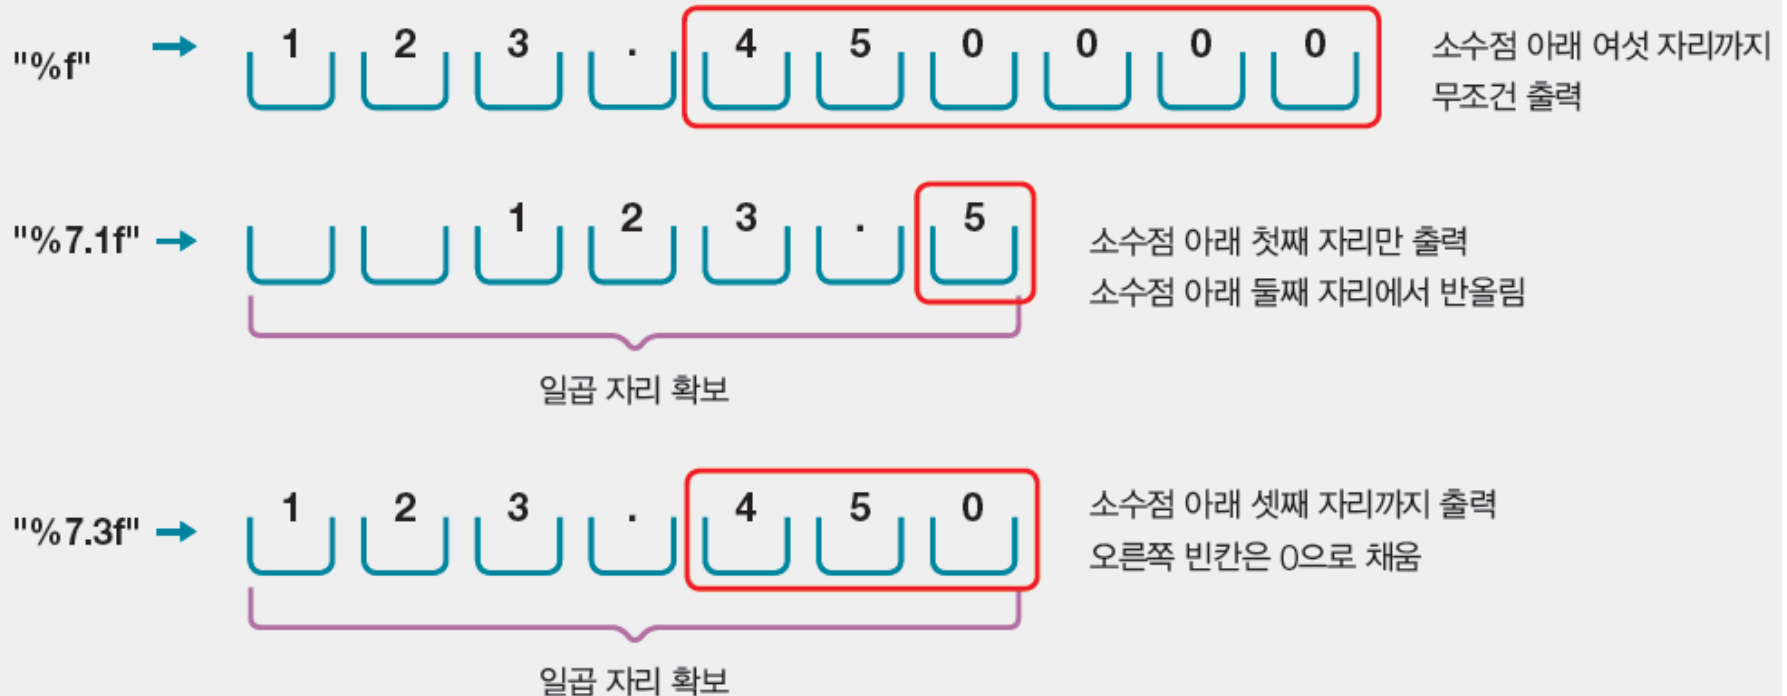 "%f" → 1 2 3 . 4 5 0 0 0 0
소수점 아래 여섯 자리까지
무조건 출력
"%7.1f" → 1 2 3 . 5
소수점 아래 첫째 자리만 출력
소수점 아래 둘째 자리에서 반올림
일곱 자리 확보
"%7.3f" → 1 2 3 . 4 5 0
소수점 아래 셋째 자리까지 출력
오른쪽 빈칸은 0으로 채움
일곱 자리 확보